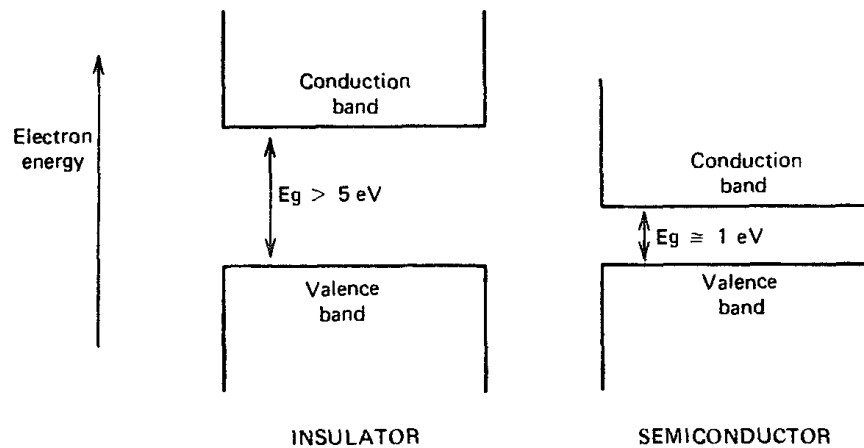 Electron
energy
Conduction
band
Eg > 5 eV
Valence
band
INSULATOR
Conduction
band
Eg ≅ 1 eV
Valence
band
SEMICONDUCTOR